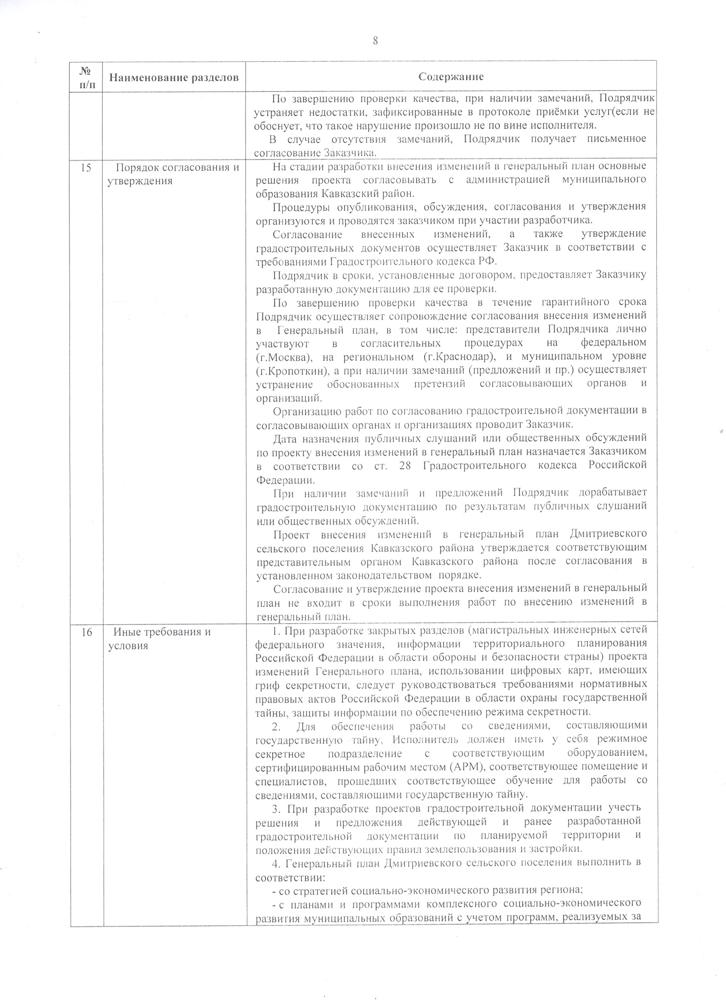 8
№
п/п
Наименование разделов
Содержание
По завершению проверки качества, при наличии замечаний, Подрядчик
устраняет недостатки, зафиксированные в протоколе приёмки услуг(если не
обоснует, что такое нарушение произошло не по вине исполнителя.
В случае отсутствия замечаний, Подрядчик получает письменное
согласование Заказчика.
15
Порядок согласования и
утверждения
На стадии разработки внесения изменений в генеральный план основные
решения проекта согласовывать с администрацией муниципального
образования Кавказский район.
Процедуры опубликования, обсуждения, согласования и утверждения
организуются и проводятся заказчиком при участии разработчика.
Согласование внесенных изменений, а также утверждение
градостроительных документов осуществляет Заказчик в соответствии с
требованиями Градостроительного кодекса РФ.
Подрядчик в сроки, установленные договором, предоставляет Заказчику
разработанную документацию для ее проверки.
По завершению проверки качества в течение гарантийного срока
Подрядчик осуществляет сопровождение согласования внесения изменений
в Генеральный план, в том числе: представители Подрядчика лично
участвуют в согласительных процедурах на федеральном
(г.Москва), на региональном (г.Краснодар), и муниципальном уровне
(г.Кропоткин), а при наличии замечаний (предложений и пр.) осуществляет
устранение обоснованных претензий согласовывающих органов и
организаций.
Организацию работ по согласованию градостроительной документации в
согласовывающих органах и организациях проводит Заказчик.
Дата назначения публичных слушаний или общественных обсуждений
по проекту внесения изменений в генеральный план назначается Заказчиком
в соответствии со ст. 28 Градостроительного кодекса Российской
Федерации.
При наличии замечаний и предложений Подрядчик дорабатывает
градостроительную документацию по результатам публичных слушаний
или общественных обсуждений.
Проект внесения изменений в генеральный план Дмитриевского
сельского поселения Кавказского района утверждается соответствующим
представительным органом Кавказского района после согласования в
установленном законодательством порядке.
Согласование и утверждение проекта внесения изменений в генеральный
план не входит в сроки выполнения работ по внесению изменений в
генеральный план.
16
Иные требования и
условия
1. При разработке закрытых разделов (магистральных инженерных сетей
федерального значения, информации территориального планирования
Российской Федерации в области обороны и безопасности страны) проекта
изменений Генерального плана, использовании цифровых карт, имеющих
гриф секретности, следует руководствоваться требованиями нормативных
правовых актов Российской Федерации в области охраны государственной
тайны, защиты информации по обеспечению режима секретности.
2. Для обеспечения работы со сведениями, составляющими
государственную тайну, Исполнитель должен иметь у себя режимное
секретное подразделение с соответствующим оборудованием,
сертифицированным рабочим местом (АРМ), соответствующее помещение и
специалистов, прошедших соответствующее обучение для работы со
сведениями, составляющими государственную тайну.
3. При разработке проектов градостроительной документации учесть
решения и предложения действующей и ранее разработанной
градостроительной документации по планируемой территории и
положения действующих правил землепользования и застройки.
4. Генеральный план Дмитриевского сельского поселения выполнить в
соответствии:
- со стратегией социально-экономического развития региона;
- с планами и программами комплексного социально-экономического
развития муниципальных образований с учетом программ, реализуемых за